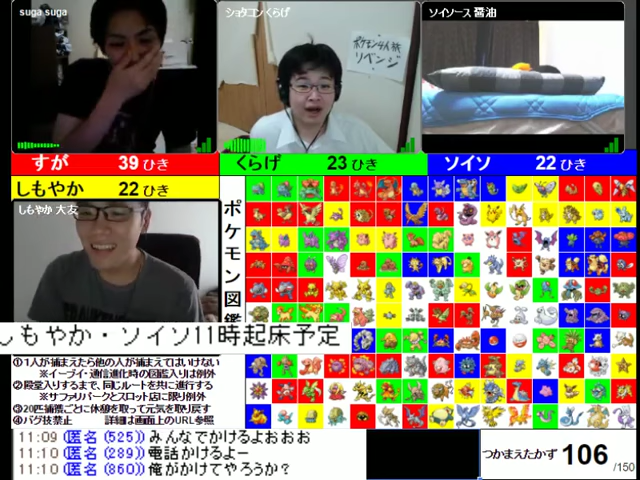 suga suga
ショタコン くらげ
ソイソース 醤油
ポケモン4人旅
リベンジ
すが 39ひき
くらげ 23ひき
ソイソ 22ひき
しもやか 22ひき
しもやか 大友
ポケモン図鑑
しもやか・ソイソ11時起床予定
①1人が捕まえたら他の人が捕まえてはいけない
※イーブイ・通信進化時の図鑑入りは例外
②殿堂入りするまで、同じルートを共に進行する
※サファリパークとスロット店に限り別例外
③20匹捕獲ごとに休憩を取って元気を取り戻す
④バグ技禁止 詳細は画面上のURL参照
11:09 (匿名(525)) みんなでかけるよおおお
11:10 (匿名(289)) 電話かけるよー
11:10 (匿名(860)) 俺がかけてやろうか?
つかまえたかず 106
/150